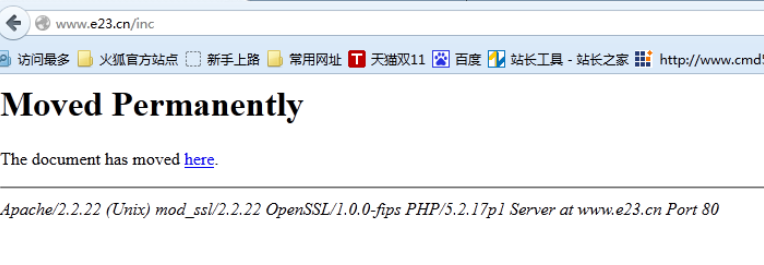 www.e23.cn/inc
访问最多 火狐官方站点 新手上路 常用网址 T 天猫双11 百度 站长工具 - 站长之家 http://www.cmd5
Moved Permanently
The document has moved here.
Apache/2.2.22 (Unix) mod_ssl/2.2.22 OpenSSL/1.0.0-fips PHP/5.2.17p1 Server at www.e23.cn Port 80